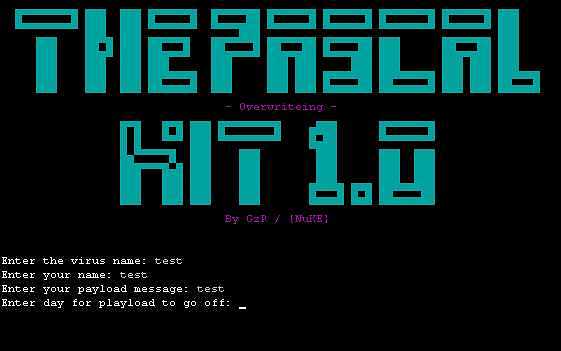 THE PASCAL
- Overwriteing -
KIT 1.0
By GzP / [NuKE]
Enter the virus name: test
Enter your name: test
Enter your payload message: test
Enter day for playload to go off: _